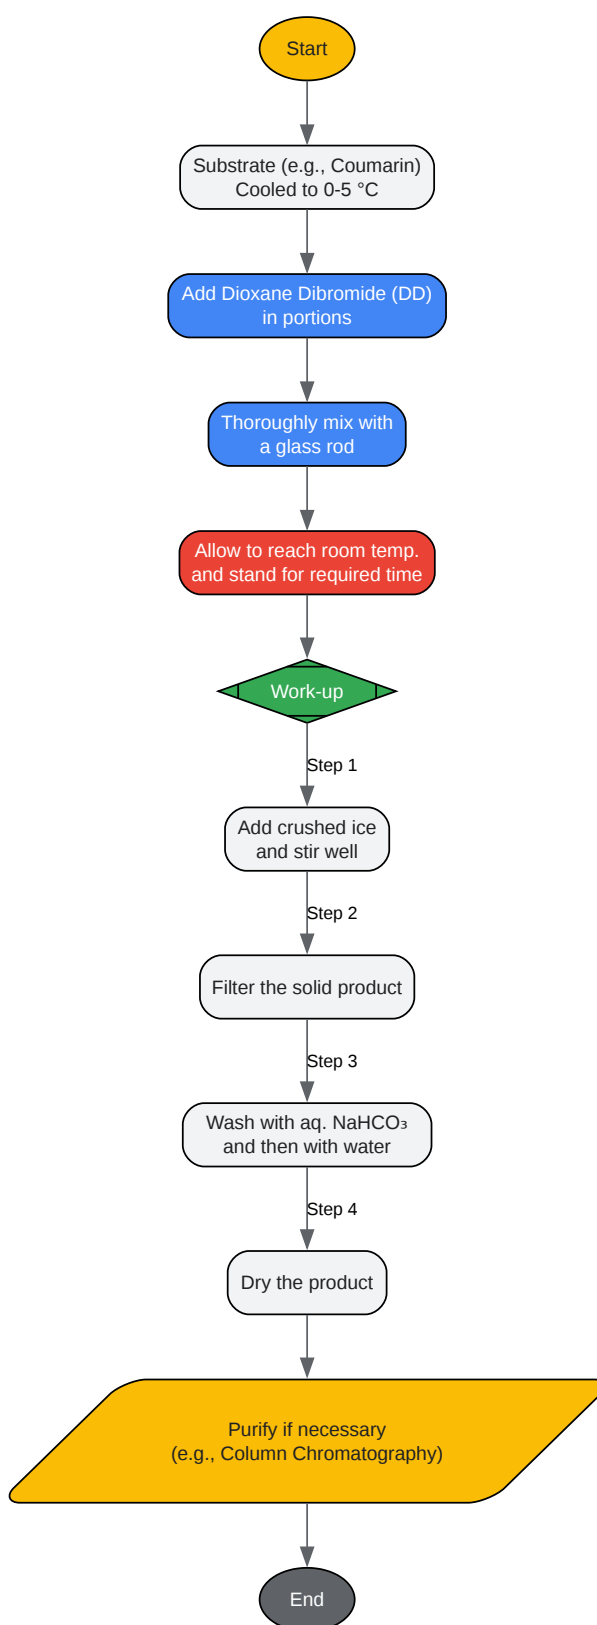 Start
Substrate (e.g., Coumarin)
Cooled to 0-5 °C
Add Dioxane Dibromide (DD)
in portions
Thoroughly mix with
a glass rod
Allow to reach room temp.
and stand for required time
Work-up
Step 1
Add crushed ice
and stir well
Step 2
Filter the solid product
Step 3
Wash with aq. NaHCO₃
and then with water
Step 4
Dry the product
Purify if necessary
(e.g., Column Chromatography)
End